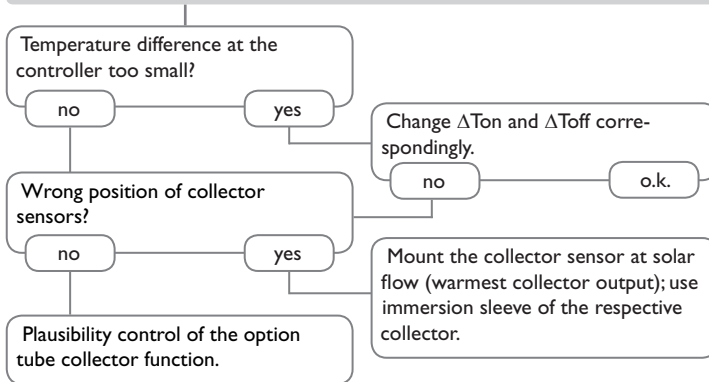 Temperature difference at the
controller too small?
no
yes
Change ΔTon and ΔToff corre-
spondingly.
no
o.k.
Wrong position of collector
sensors?
no
yes
Mount the collector sensor at solar
flow (warmest collector output); use
immersion sleeve of the respective
collector.
Plausibility control of the option
tube collector function.